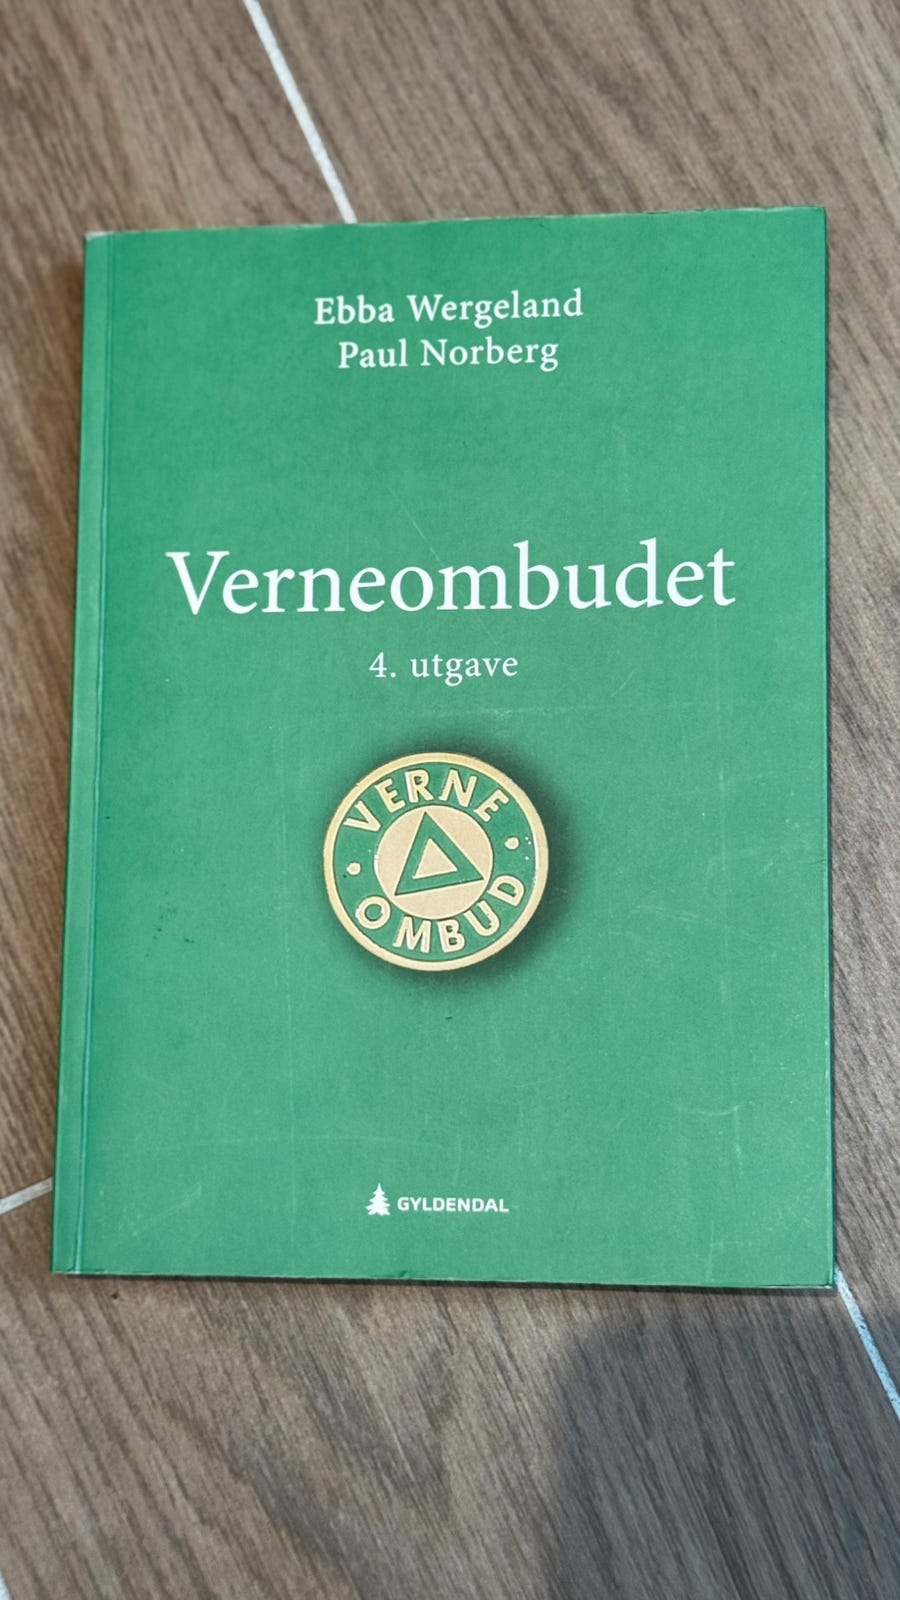 Ebba Wergeland
Paul Norberg
Verneombudet
4. utgave
VERNE
OMBUD
GYLDENDAL